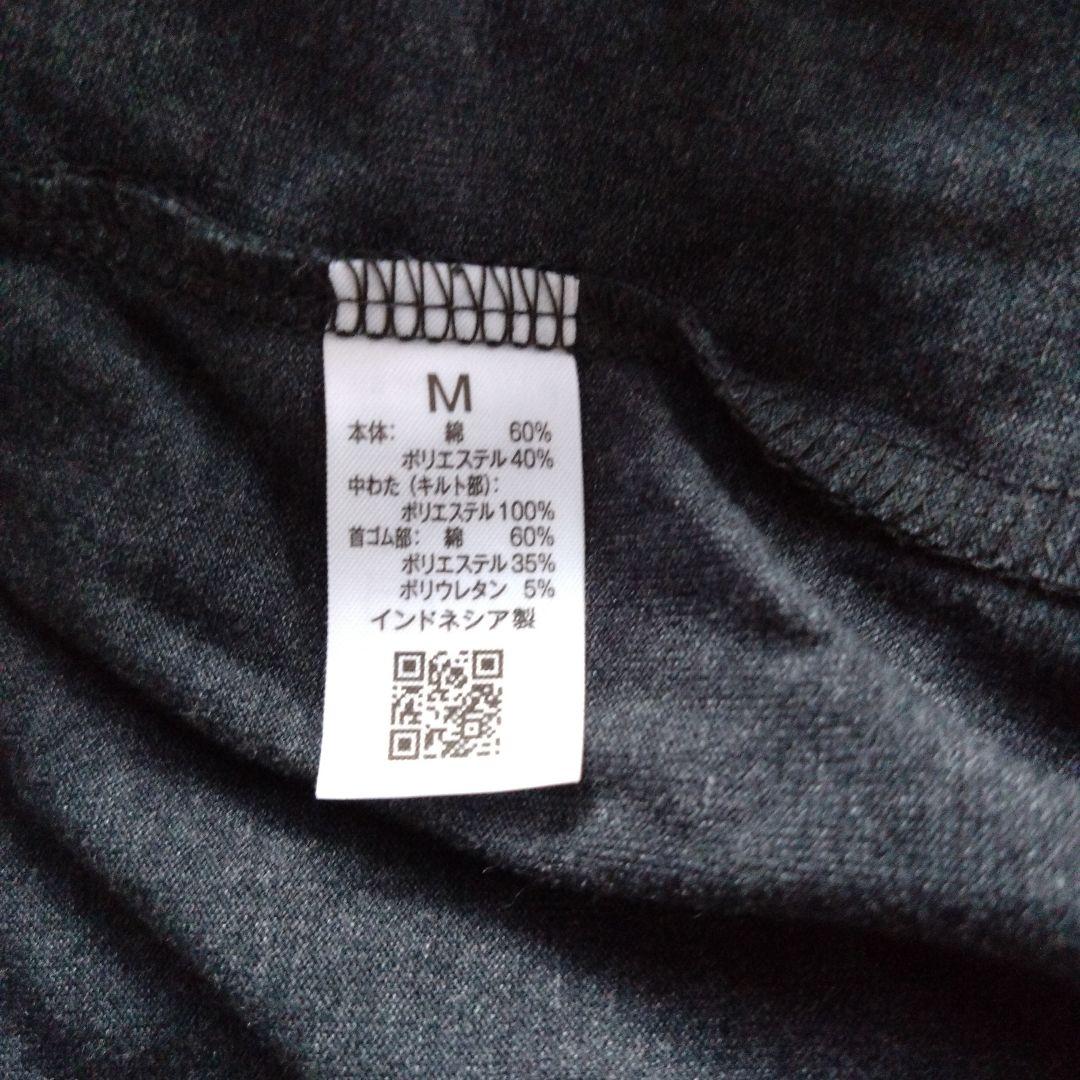 M
本体: 綿 60%
ポリエステル 40%
中わた (キルト部):
ポリエステル 100%
首ゴム部: 綿 60%
ポリエステル 35%
ポリウレタン 5%
インドネシア製